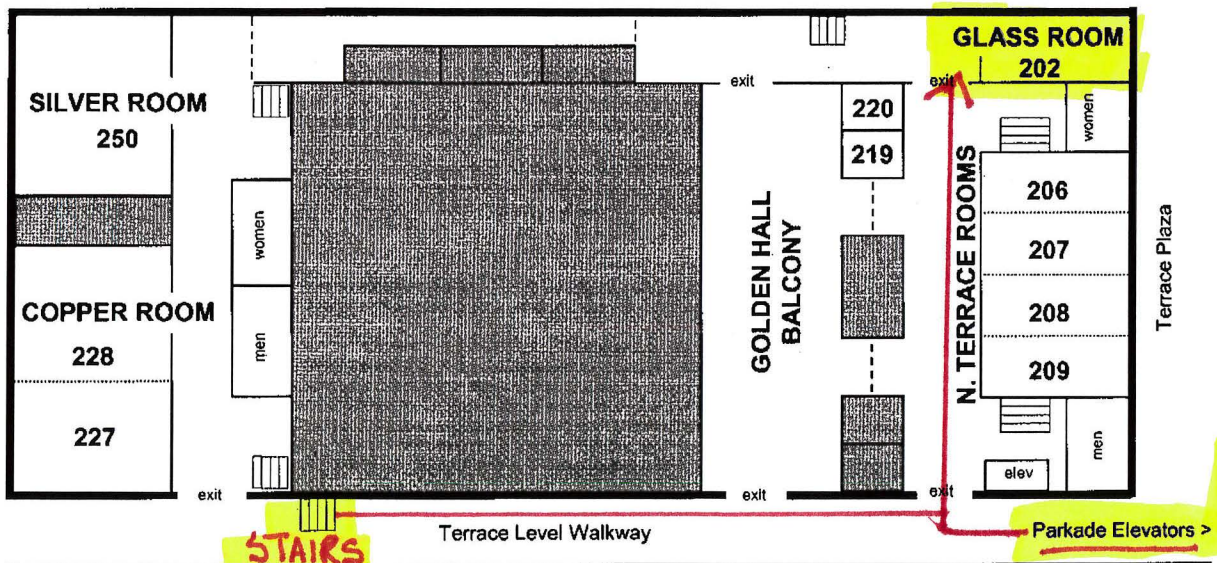 GLASS ROOM
202
SILVER ROOM
250
exit
exit
220
219
women
women
206
207
208
209
N. TERRACE ROOMS
GOLDEN HALL
BALCONY
Terrace Plaza
COPPER ROOM
228
227
men
men
elev
exit
exit
exit
STAIRS
Terrace Level Walkway
Parkade Elevators >